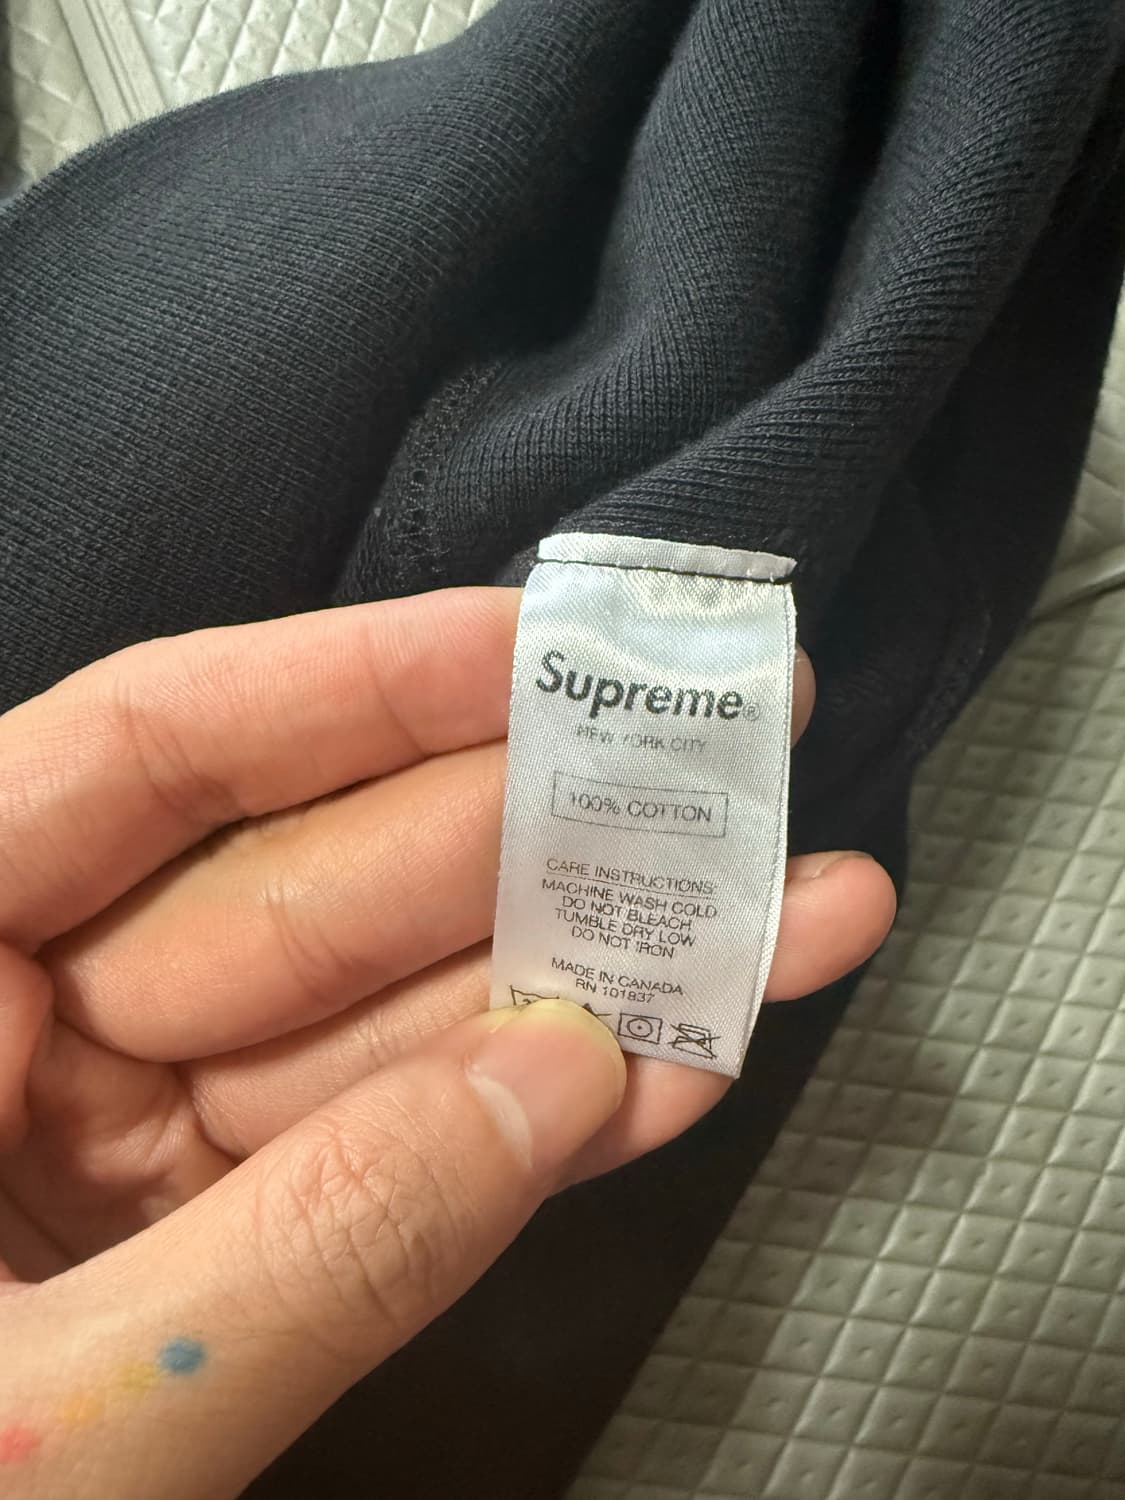 Supreme®
NEW YORK CITY
100% COTTON
CARE INSTRUCTIONS:
MACHINE WASH COLD
DO NOT BLEACH
TUMBLE DRY LOW
DO NOT IRON
MADE IN CANADA
RN 101837